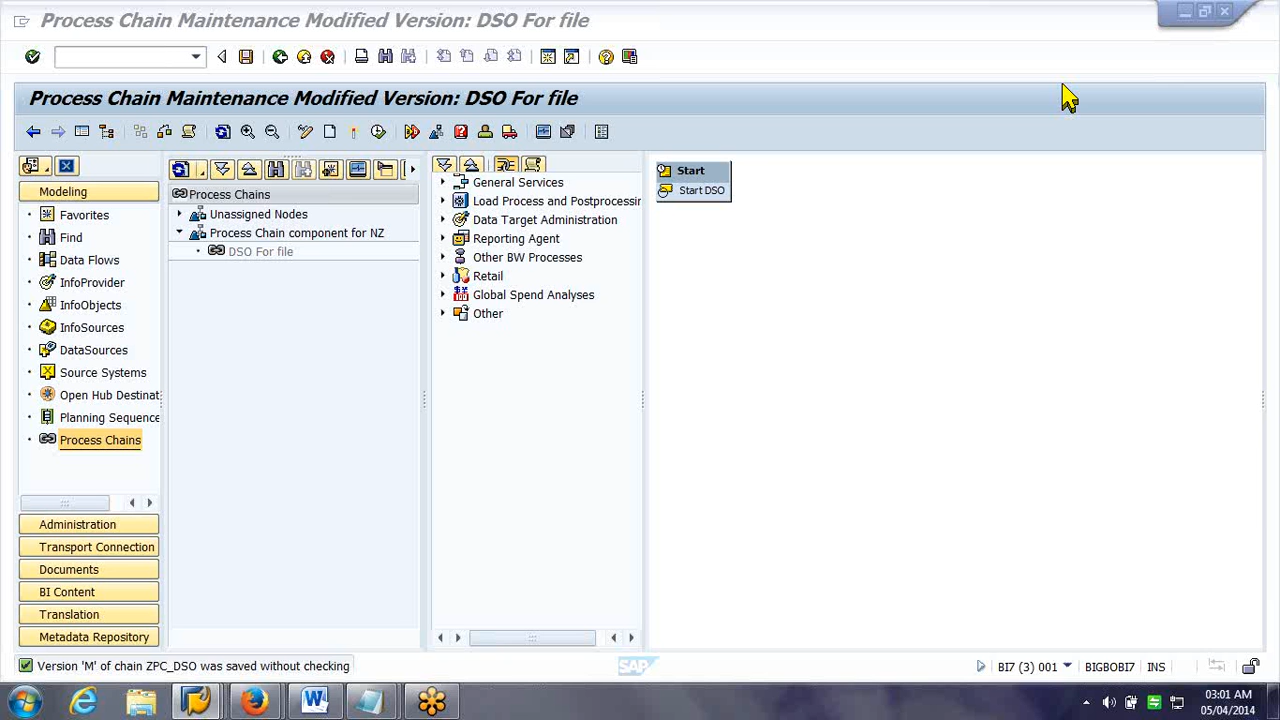 Process Chain Maintenance Modified Version: DSO For file
Process Chain Maintenance Modified Version: DSO For file
Modeling
Favorites
Find
Data Flows
InfoProvider
InfoObjects
InfoSources
DataSources
Source Systems
Open Hub Destinat
Planning Sequence
Process Chains
Administration
Transport Connection
Documents
BI Content
Translation
Metadata Repository
Process Chains
Unassigned Nodes
Process Chain component for NZ
DSO For file
General Services
Load Process and Postprocessin
Data Target Administration
Reporting Agent
Other BW Processes
Retail
Global Spend Analyses
Other
Start
Start DSO
Version 'M' of chain ZPC_DSO was saved without checking
SAP
BI7 (3) 001
BIGBOBI7
INS
03:01 AM
05/04/2014